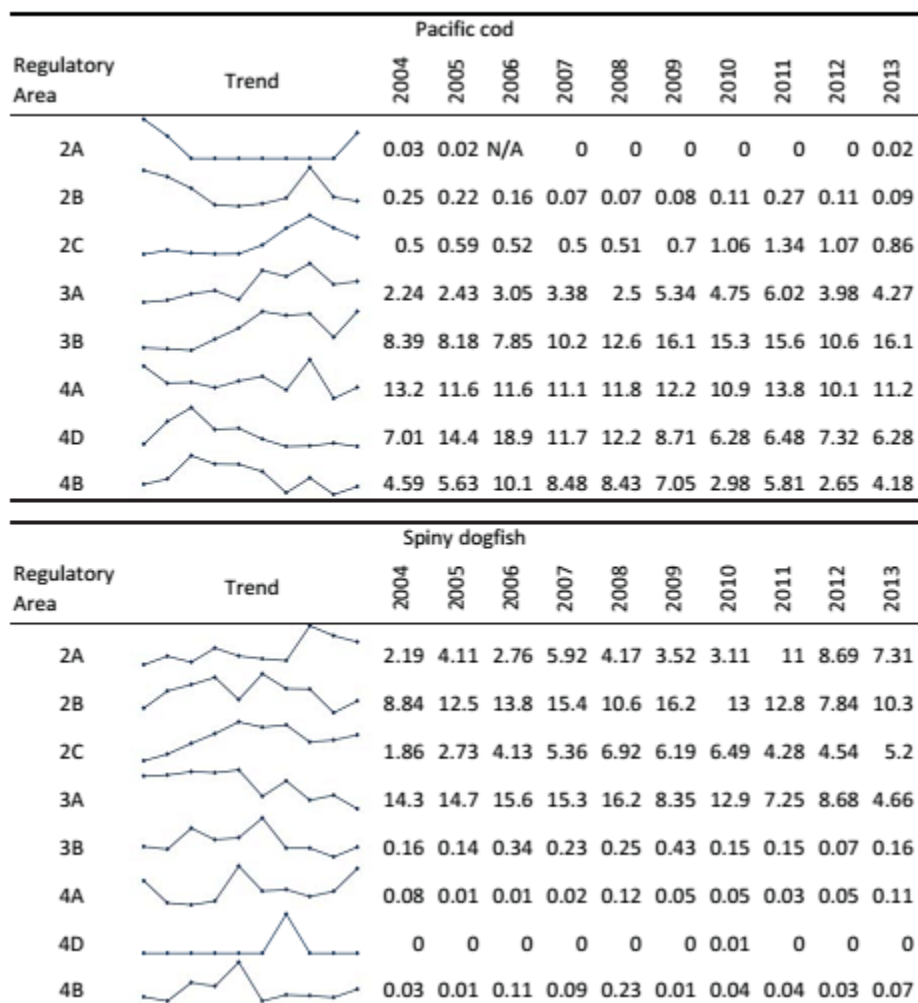 Pacific cod
Regulatory Area Trend 2004 2005 2006 2007 2008 2009 2010 2011 2012 2013
2A 0.03 0.02 N/A 0 0 0 0 0 0 0.02
2B 0.25 0.22 0.16 0.07 0.07 0.08 0.11 0.27 0.11 0.09
2C 0.5 0.59 0.52 0.5 0.51 0.7 1.06 1.34 1.07 0.86
3A 2.24 2.43 3.05 3.38 2.5 5.34 4.75 6.02 3.98 4.27
3B 8.39 8.18 7.85 10.2 12.6 16.1 15.3 15.6 10.6 16.1
4A 13.2 11.6 11.6 11.1 11.8 12.2 10.9 13.8 10.1 11.2
4D 7.01 14.4 18.9 11.7 12.2 8.71 6.28 6.48 7.32 6.28
4B 4.59 5.63 10.1 8.48 8.43 7.05 2.98 5.81 2.65 4.18
Spiny dogfish
Regulatory Area Trend 2004 2005 2006 2007 2008 2009 2010 2011 2012 2013
2A 2.19 4.11 2.76 5.92 4.17 3.52 3.11 11 8.69 7.31
2B 8.84 12.5 13.8 15.4 10.6 16.2 13 12.8 7.84 10.3
2C 1.86 2.73 4.13 5.36 6.92 6.19 6.49 4.28 4.54 5.2
3A 14.3 14.7 15.6 15.3 16.2 8.35 12.9 7.25 8.68 4.66
3B 0.16 0.14 0.34 0.23 0.25 0.43 0.15 0.15 0.07 0.16
4A 0.08 0.01 0.01 0.02 0.12 0.05 0.05 0.03 0.05 0.11
4D 0 0 0 0 0 0 0.01 0 0 0
4B 0.03 0.01 0.11 0.09 0.23 0.01 0.04 0.04 0.03 0.07